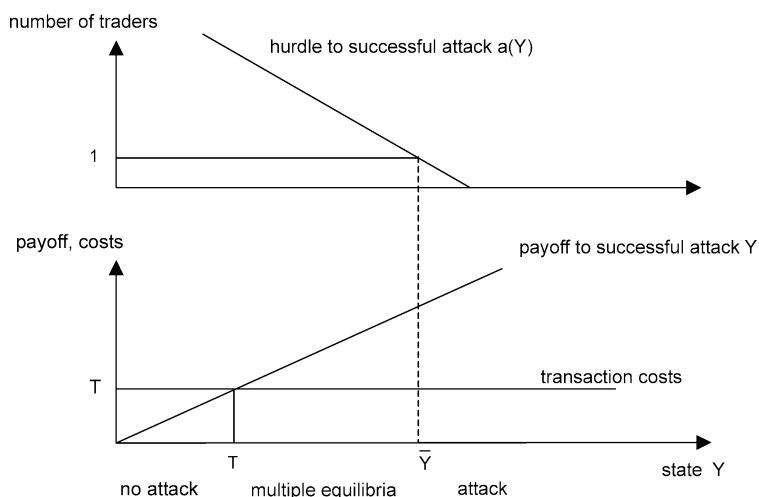 number of traders
hurdle to successful attack a(Y)
1
payoff, costs
payoff to successful attack Y
T
transaction costs
T
Y̅
state Y
no attack
multiple equilibria
attack